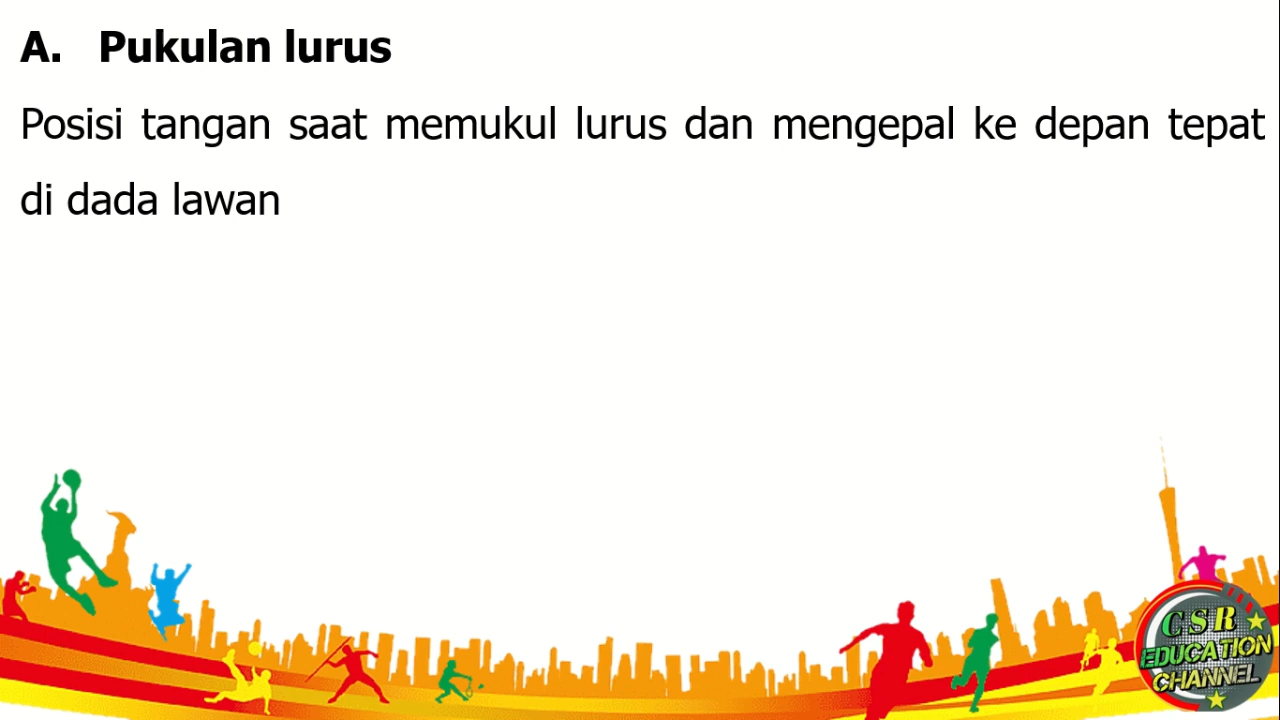 A. Pukulan lurus
Posisi tangan saat memukul lurus dan mengepal ke depan tepat
di dada lawan
CSR
EDUCATION
CHANNEL